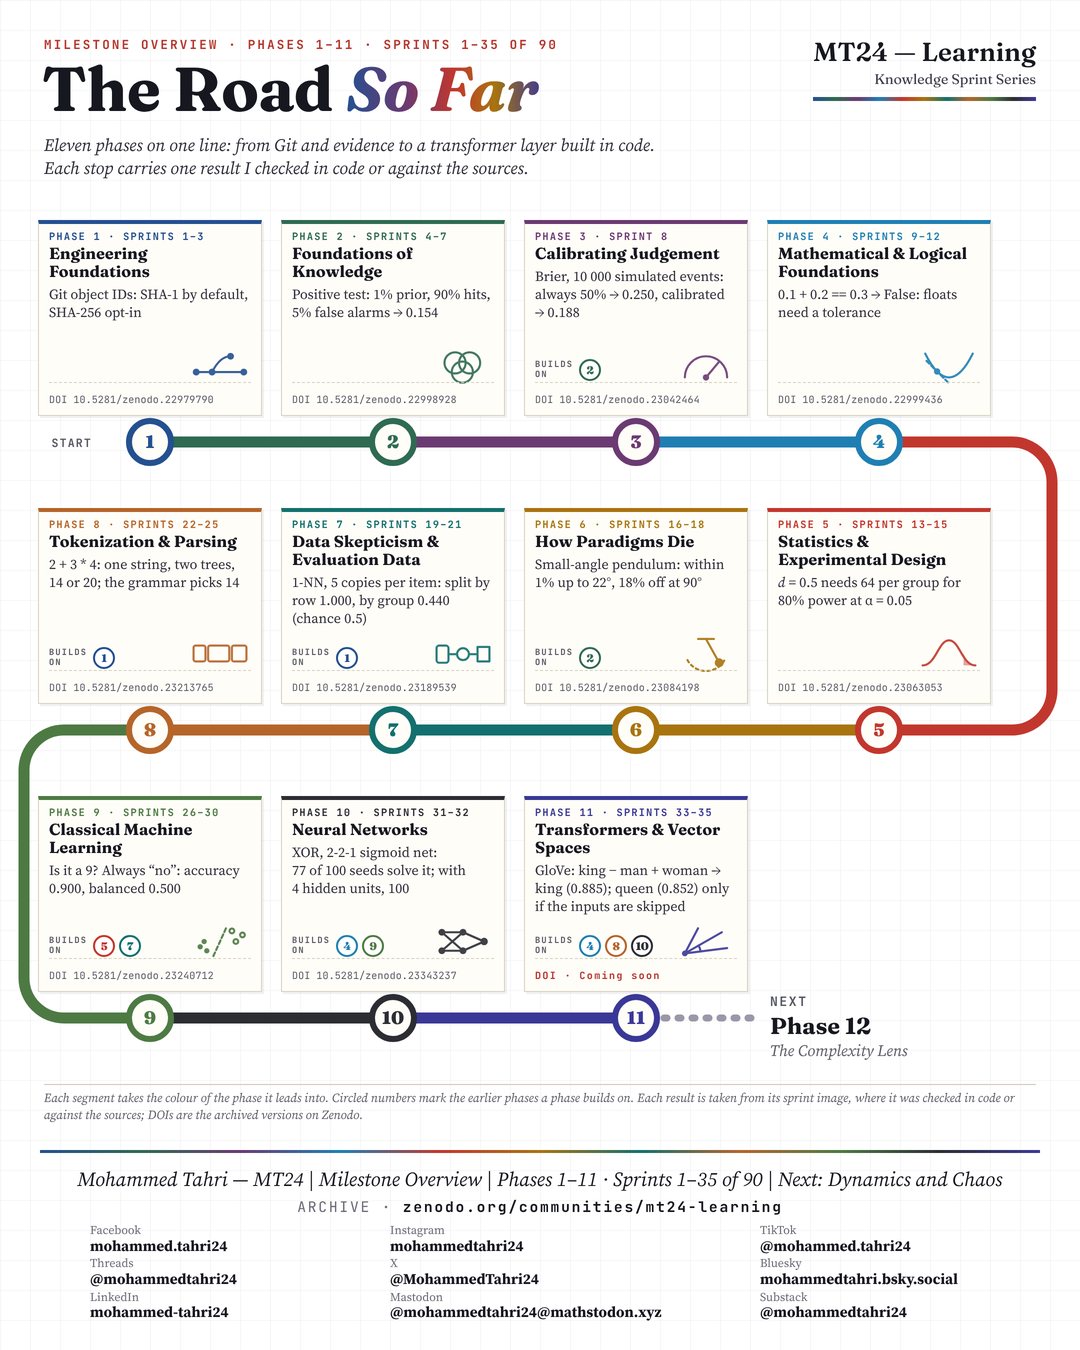 MILESTONE OVERVIEW · PHASES 1–11 · SPRINTS 1–35 OF 90
The Road So Far
MT24 — Learning
Knowledge Sprint Series
Eleven phases on one line: from Git and evidence to a transformer layer built in code.
Each stop carries one result I checked in code or against the sources.
PHASE 1 · SPRINTS 1–3
Engineering
Foundations
Git object IDs: SHA-1 by default,
SHA-256 opt-in
DOI 10.5281/zenodo.22979790
PHASE 2 · SPRINTS 4–7
Foundations of
Knowledge
Positive test: 1% prior, 90% hits,
5% false alarms → 0.154
DOI 10.5281/zenodo.22998928
PHASE 3 · SPRINT 8
Calibrating Judgement
Brier, 10 000 simulated events:
always 50% → 0.250, calibrated
→ 0.188
BUILDS
ON
2
DOI 10.5281/zenodo.23042464
PHASE 4 · SPRINTS 9–12
Mathematical & Logical
Foundations
0.1 + 0.2 == 0.3 → False: floats
need a tolerance
DOI 10.5281/zenodo.22999436
START
1
2
3
4
PHASE 8 · SPRINTS 22–25
Tokenization & Parsing
2 + 3 * 4: one string, two trees,
14 or 20; the grammar picks 14
BUILDS
ON
1
DOI 10.5281/zenodo.23213765
PHASE 7 · SPRINTS 19–21
Data Skepticism &
Evaluation Data
1-NN, 5 copies per item: split by
row 1.000, by group 0.440
(chance 0.5)
BUILDS
ON
1
DOI 10.5281/zenodo.23189539
PHASE 6 · SPRINTS 16–18
How Paradigms Die
Small-angle pendulum: within
1% up to 22°, 18% off at 90°
BUILDS
ON
2
DOI 10.5281/zenodo.23084198
PHASE 5 · SPRINTS 13–15
Statistics &
Experimental Design
d = 0.5 needs 64 per group for
80% power at α = 0.05
DOI 10.5281/zenodo.23063053
8
7
6
5
PHASE 9 · SPRINTS 26–30
Classical Machine
Learning
Is it a 9? Always “no”: accuracy
0.900, balanced 0.500
BUILDS
ON
5 7
DOI 10.5281/zenodo.23240712
PHASE 10 · SPRINTS 31–32
Neural Networks
XOR, 2-2-1 sigmoid net:
77 of 100 seeds solve it; with
4 hidden units, 100
BUILDS
ON
4 9
DOI 10.5281/zenodo.23343237
PHASE 11 · SPRINTS 33–35
Transformers & Vector
Spaces
GloVe: king − man + woman →
king (0.885); queen (0.852) only
if the inputs are skipped
BUILDS
ON
4 8 10
DOI · Coming soon
9
10
11
NEXT
Phase 12
The Complexity Lens
Each segment takes the colour of the phase it leads into. Circled numbers mark the earlier phases a phase builds on. Each result is taken from its sprint image, where it was checked in code or
against the sources; DOIs are the archived versions on Zenodo.
Mohammed Tahri — MT24 | Milestone Overview | Phases 1–11 · Sprints 1–35 of 90 | Next: Dynamics and Chaos
ARCHIVE · zenodo.org/communities/mt24-learning
Facebook
mohammed.tahri24
Threads
@mohammedtahri24
LinkedIn
mohammed-tahri24
Instagram
mohammedtahri24
X
@MohammedTahri24
Mastodon
@mohammedtahri24@mathstodon.xyz
TikTok
@mohammed.tahri24
Bluesky
mohammedtahri.bsky.social
Substack
@mohammedtahri24